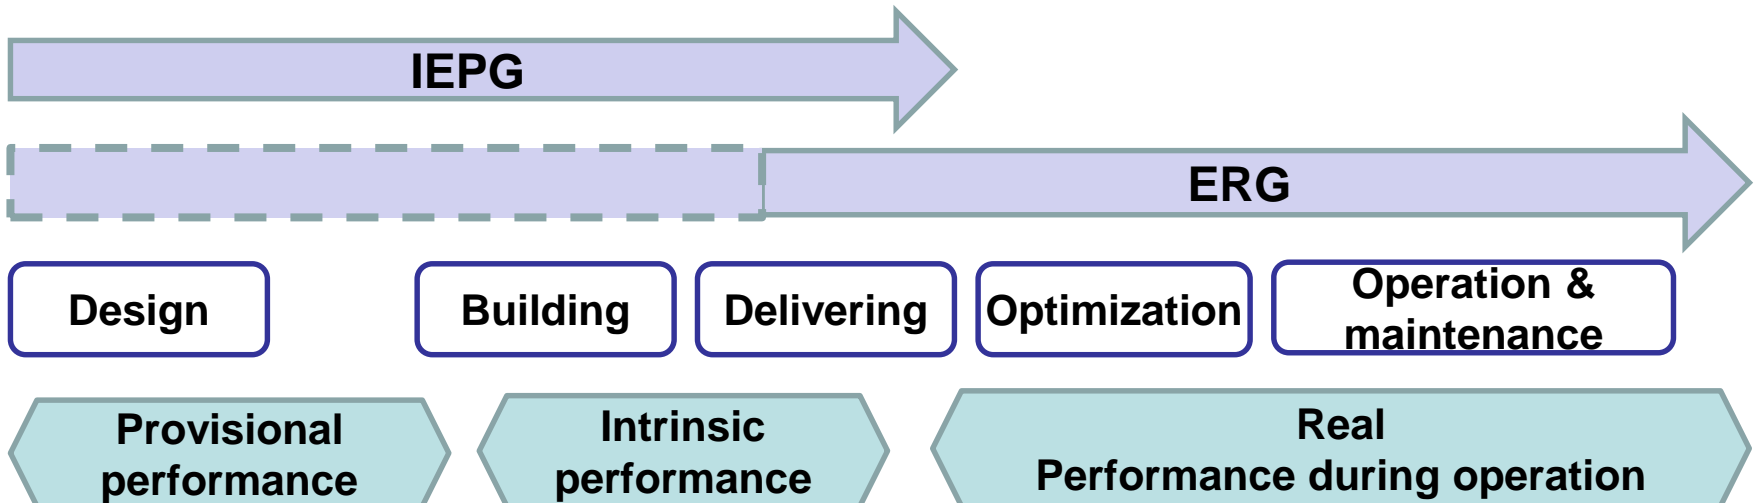 IEPG
ERG
Design
Building
Delivering
Optimization
Operation &
maintenance
Provisional
performance
Intrinsic
performance
Real
Performance during operation